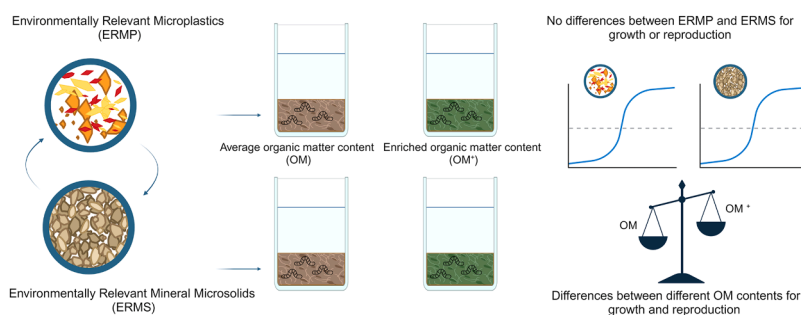 Environmentally Relevant Microplastics
(ERMP)
Average organic matter content
(OM)
Enriched organic matter content
(OM⁺)
Environmentally Relevant Mineral Microsolids
(ERMS)
No differences between ERMP and ERMS for
growth or reproduction
OM
OM ⁺
Differences between different OM contents for
growth and reproduction